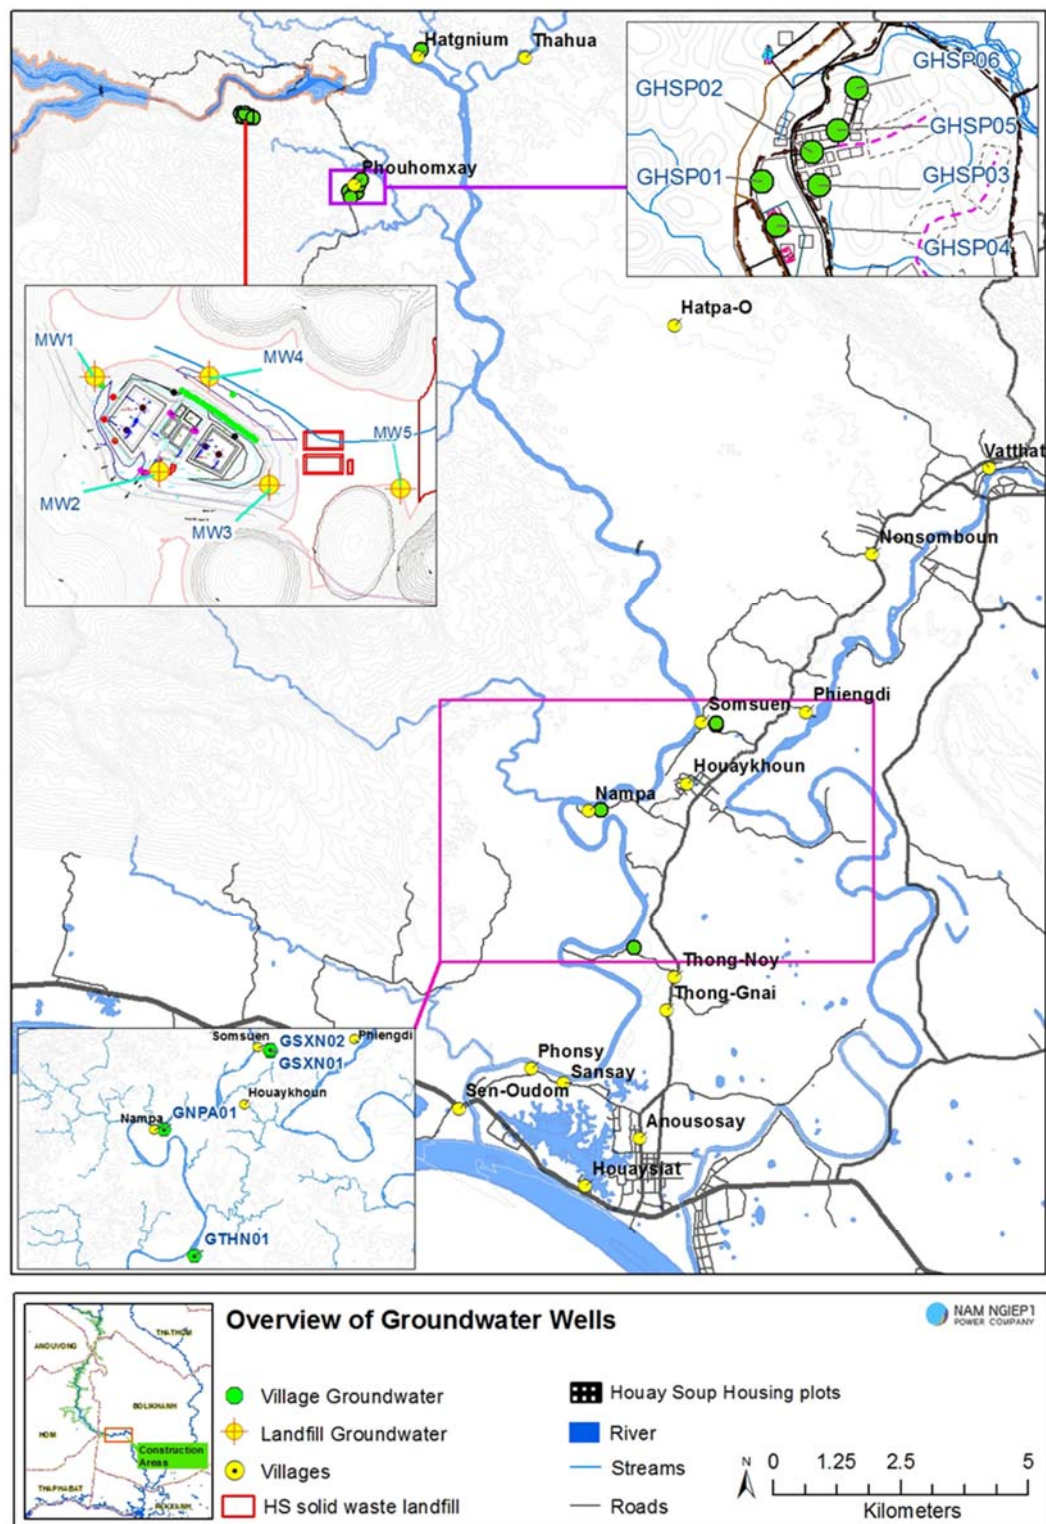 Hatgnium
Thahua
Phouhomxay
GHSP06
GHSP02
GHSP05
GHSP01
GHSP03
GHSP04
Hatpa-O
MW1
MW4
MW5
MW2
MW3
Vatthat
Nonsomboun
Phiengdi
Somsuen
Houaykhoun
Nampa
Thong-Noy
Thong-Gnai
Phonsy
Sansay
Sen-Oudom
Anousosay
Houaysiat
Somsuen
GSXN02
Phiengdi
GSXN01
Houaykhoun
GNPA01
Nampa
GTHN01
Overview of Groundwater Wells
NAM NGIEP1
POWER COMPANY
THATHOM
ANOUVONG
BOLIKHANH
HOM
Construction
Areas
THAPHABAT
PAKXANH
Village Groundwater
Landfill Groundwater
Villages
HS solid waste landfill
Houay Soup Housing plots
River
Streams
Roads
N
0 1.25 2.5 5
Kilometers